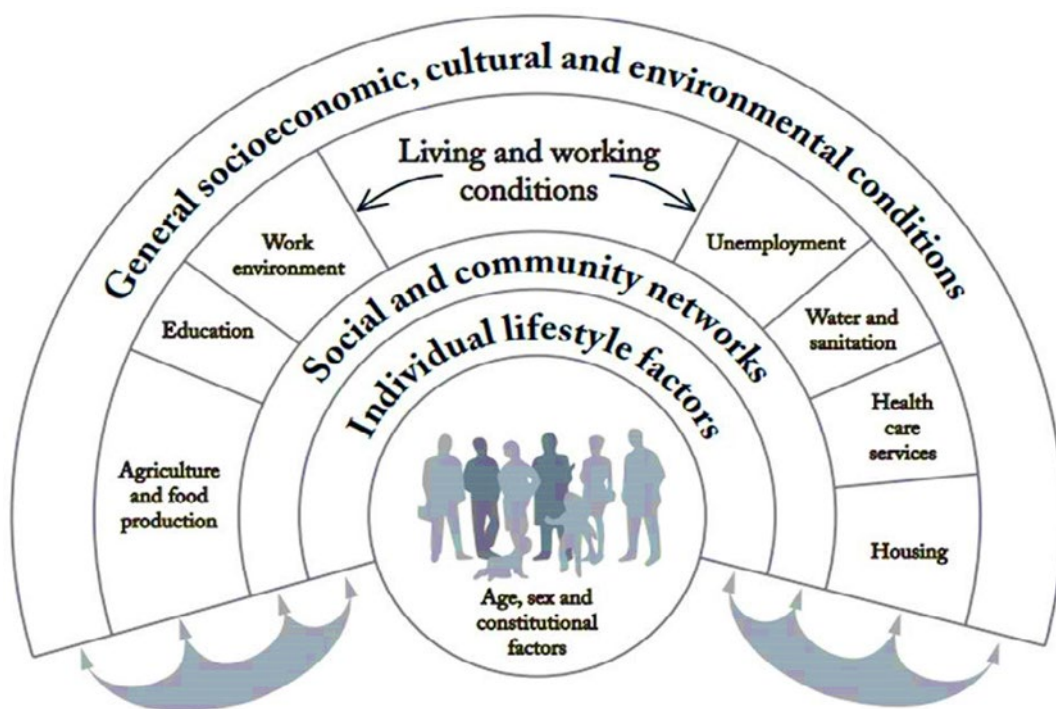 General socioeconomic, cultural and environmental conditions
Living and working
conditions
Work
environment
Unemployment
Education
Water and
sanitation
Agriculture
and food
production
Health
care
services
Housing
Social and community networks
Individual lifestyle factors
Age, sex and
constitutional
factors